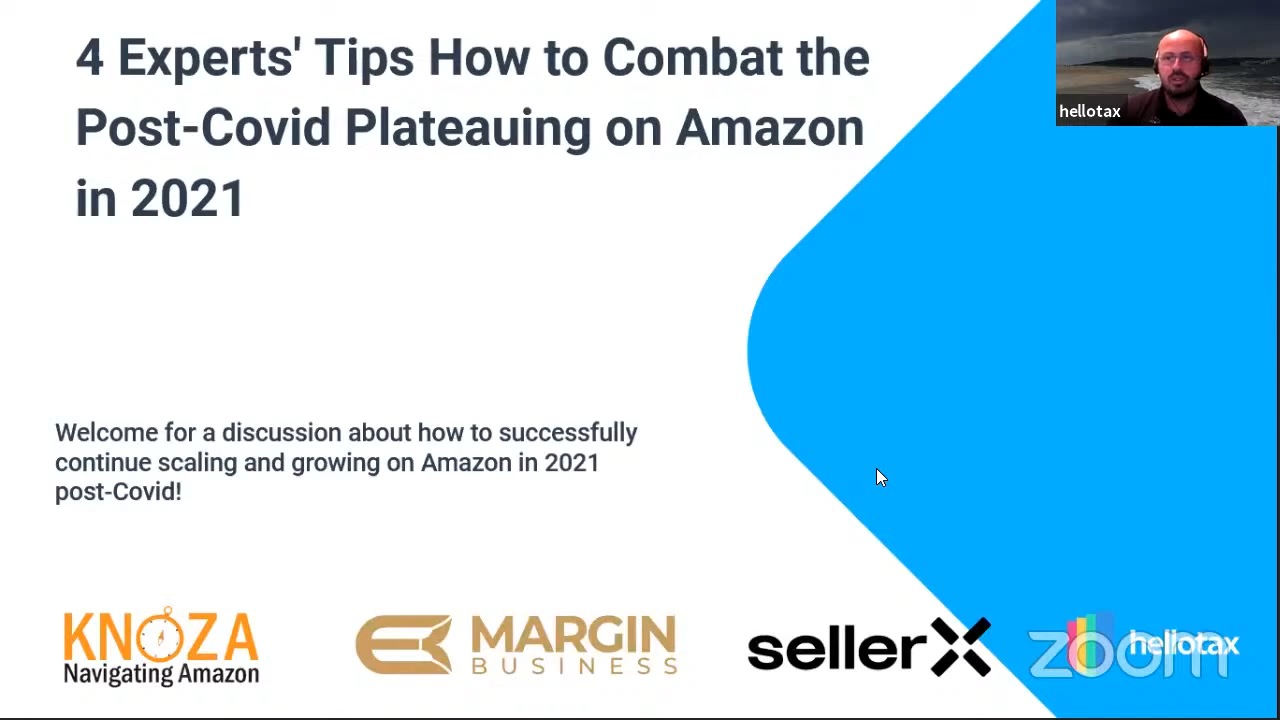 4 Experts' Tips How to Combat the
Post-Covid Plateauing on Amazon
in 2021
hellotax
Welcome for a discussion about how to successfully
continue scaling and growing on Amazon in 2021
post-Covid!
KNOZA
Navigating Amazon
MARGIN
BUSINESS
sellerX
hellotax
zoom